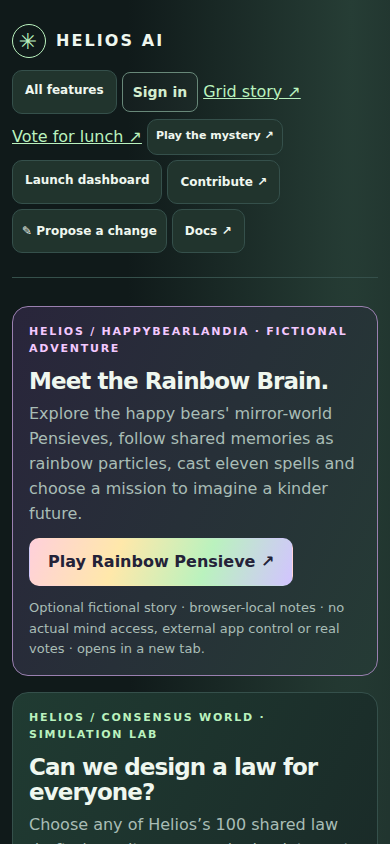 HELIOS AI
All features
Sign in
Grid story ↗
Vote for lunch ↗
Play the mystery ↗
Launch dashboard
Contribute ↗
✎ Propose a change
Docs ↗
HELIOS / HAPPYBEARLANDIA · FICTIONAL
ADVENTURE
Meet the Rainbow Brain.
Explore the happy bears' mirror-world
Pensieves, follow shared memories as
rainbow particles, cast eleven spells and
choose a mission to imagine a kinder
future.
Play Rainbow Pensieve ↗
Optional fictional story · browser-local notes · no
actual mind access, external app control or real
votes · opens in a new tab.
HELIOS / CONSENSUS WORLD ·
SIMULATION LAB
Can we design a law for
everyone?
Choose any of Helios’s 100 shared law